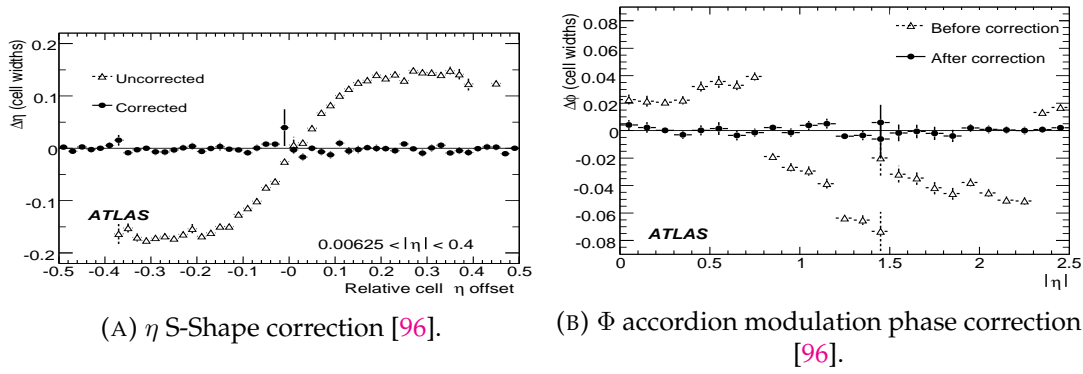 Δη (cell widths)
0.2
0.1
0
-0.1
-0.2
Uncorrected
Corrected
ATLAS
0.00625 < |η| < 0.4
-0.5 -0.4 -0.3 -0.2 -0.1 -0 0.1 0.2 0.3 0.4 0.5
Relative cell η offset
(A) η S-Shape correction [96].
Δϕ (cell widths)
0.08
0.06
0.04
0.02
0
-0.02
-0.04
-0.06
-0.08
Before correction
After correction
ATLAS
0 0.5 1 1.5 2 2.5
|η|
(B) Φ accordion modulation phase correction
[96].